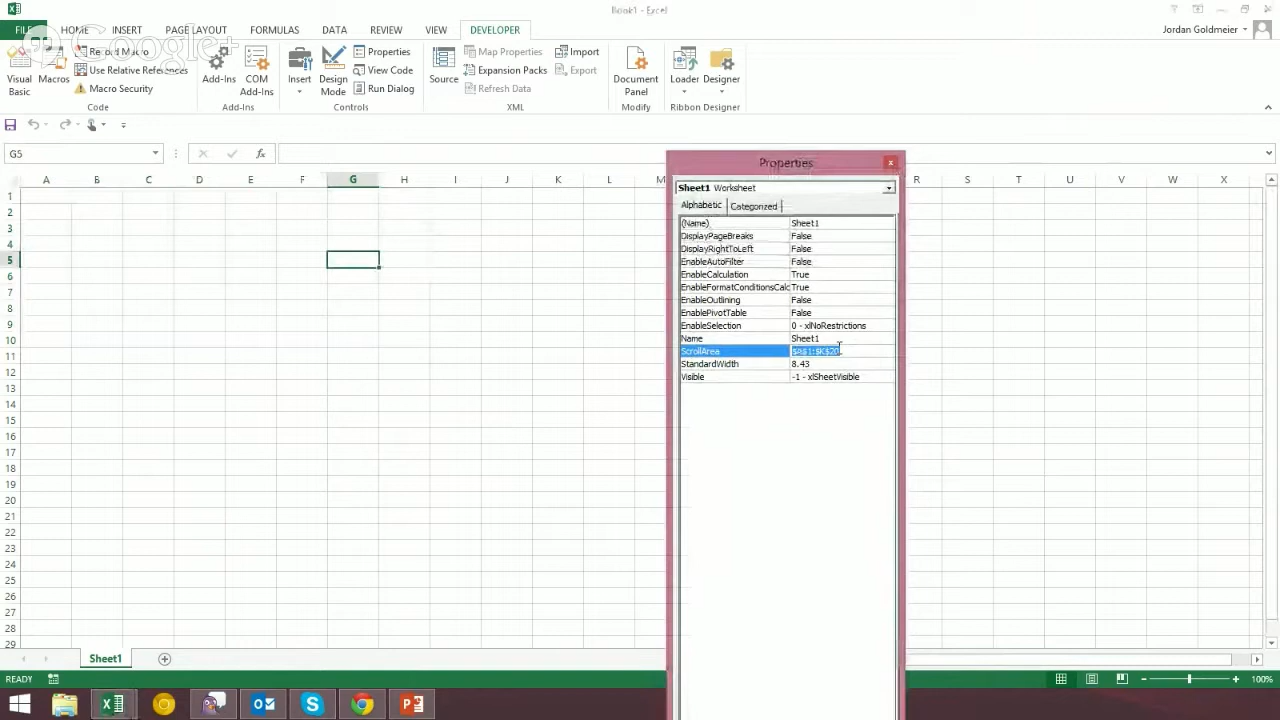 Book1 - Excel
FILE HOME INSERT PAGE LAYOUT FORMULAS DATA REVIEW VIEW DEVELOPER Jordan Goldmeier
Google+
Visual Basic
Macros
Record Macro
Use Relative References
Macro Security
Code
Add-Ins
COM Add-Ins
Add-Ins
Insert
Design Mode
Properties
View Code
Run Dialog
Controls
Source
Map Properties
Expansion Packs
Refresh Data
Import
Export
XML
Document Panel
Modify
Loader
Designer
Ribbon Designer
G5
fx
A B C D E F G H I J K L M R S T U V W X
1
2
3
4
5
6
7
8
9
10
11
12
13
14
15
16
17
18
19
20
21
22
23
24
25
26
27
28
29
Properties
x
Sheet1 Worksheet
Alphabetic Categorized
(Name) Sheet1
DisplayPageBreaks False
DisplayRightToLeft False
EnableAutoFilter False
EnableCalculation True
EnableFormatConditionsCalc True
EnableOutlining False
EnablePivotTable False
EnableSelection 0 - xlNoRestrictions
Name Sheet1
ScrollArea $A$1:$K$20
StandardWidth 8.43
Visible -1 - xlSheetVisible
Sheet1
READY
100%